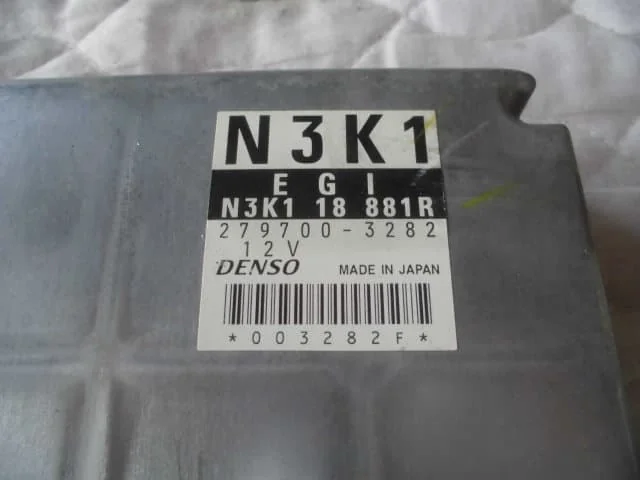 N3K1
EGI
N3K1 18 881R
279700-3282
12V
DENSO MADE IN JAPAN
*003282F*